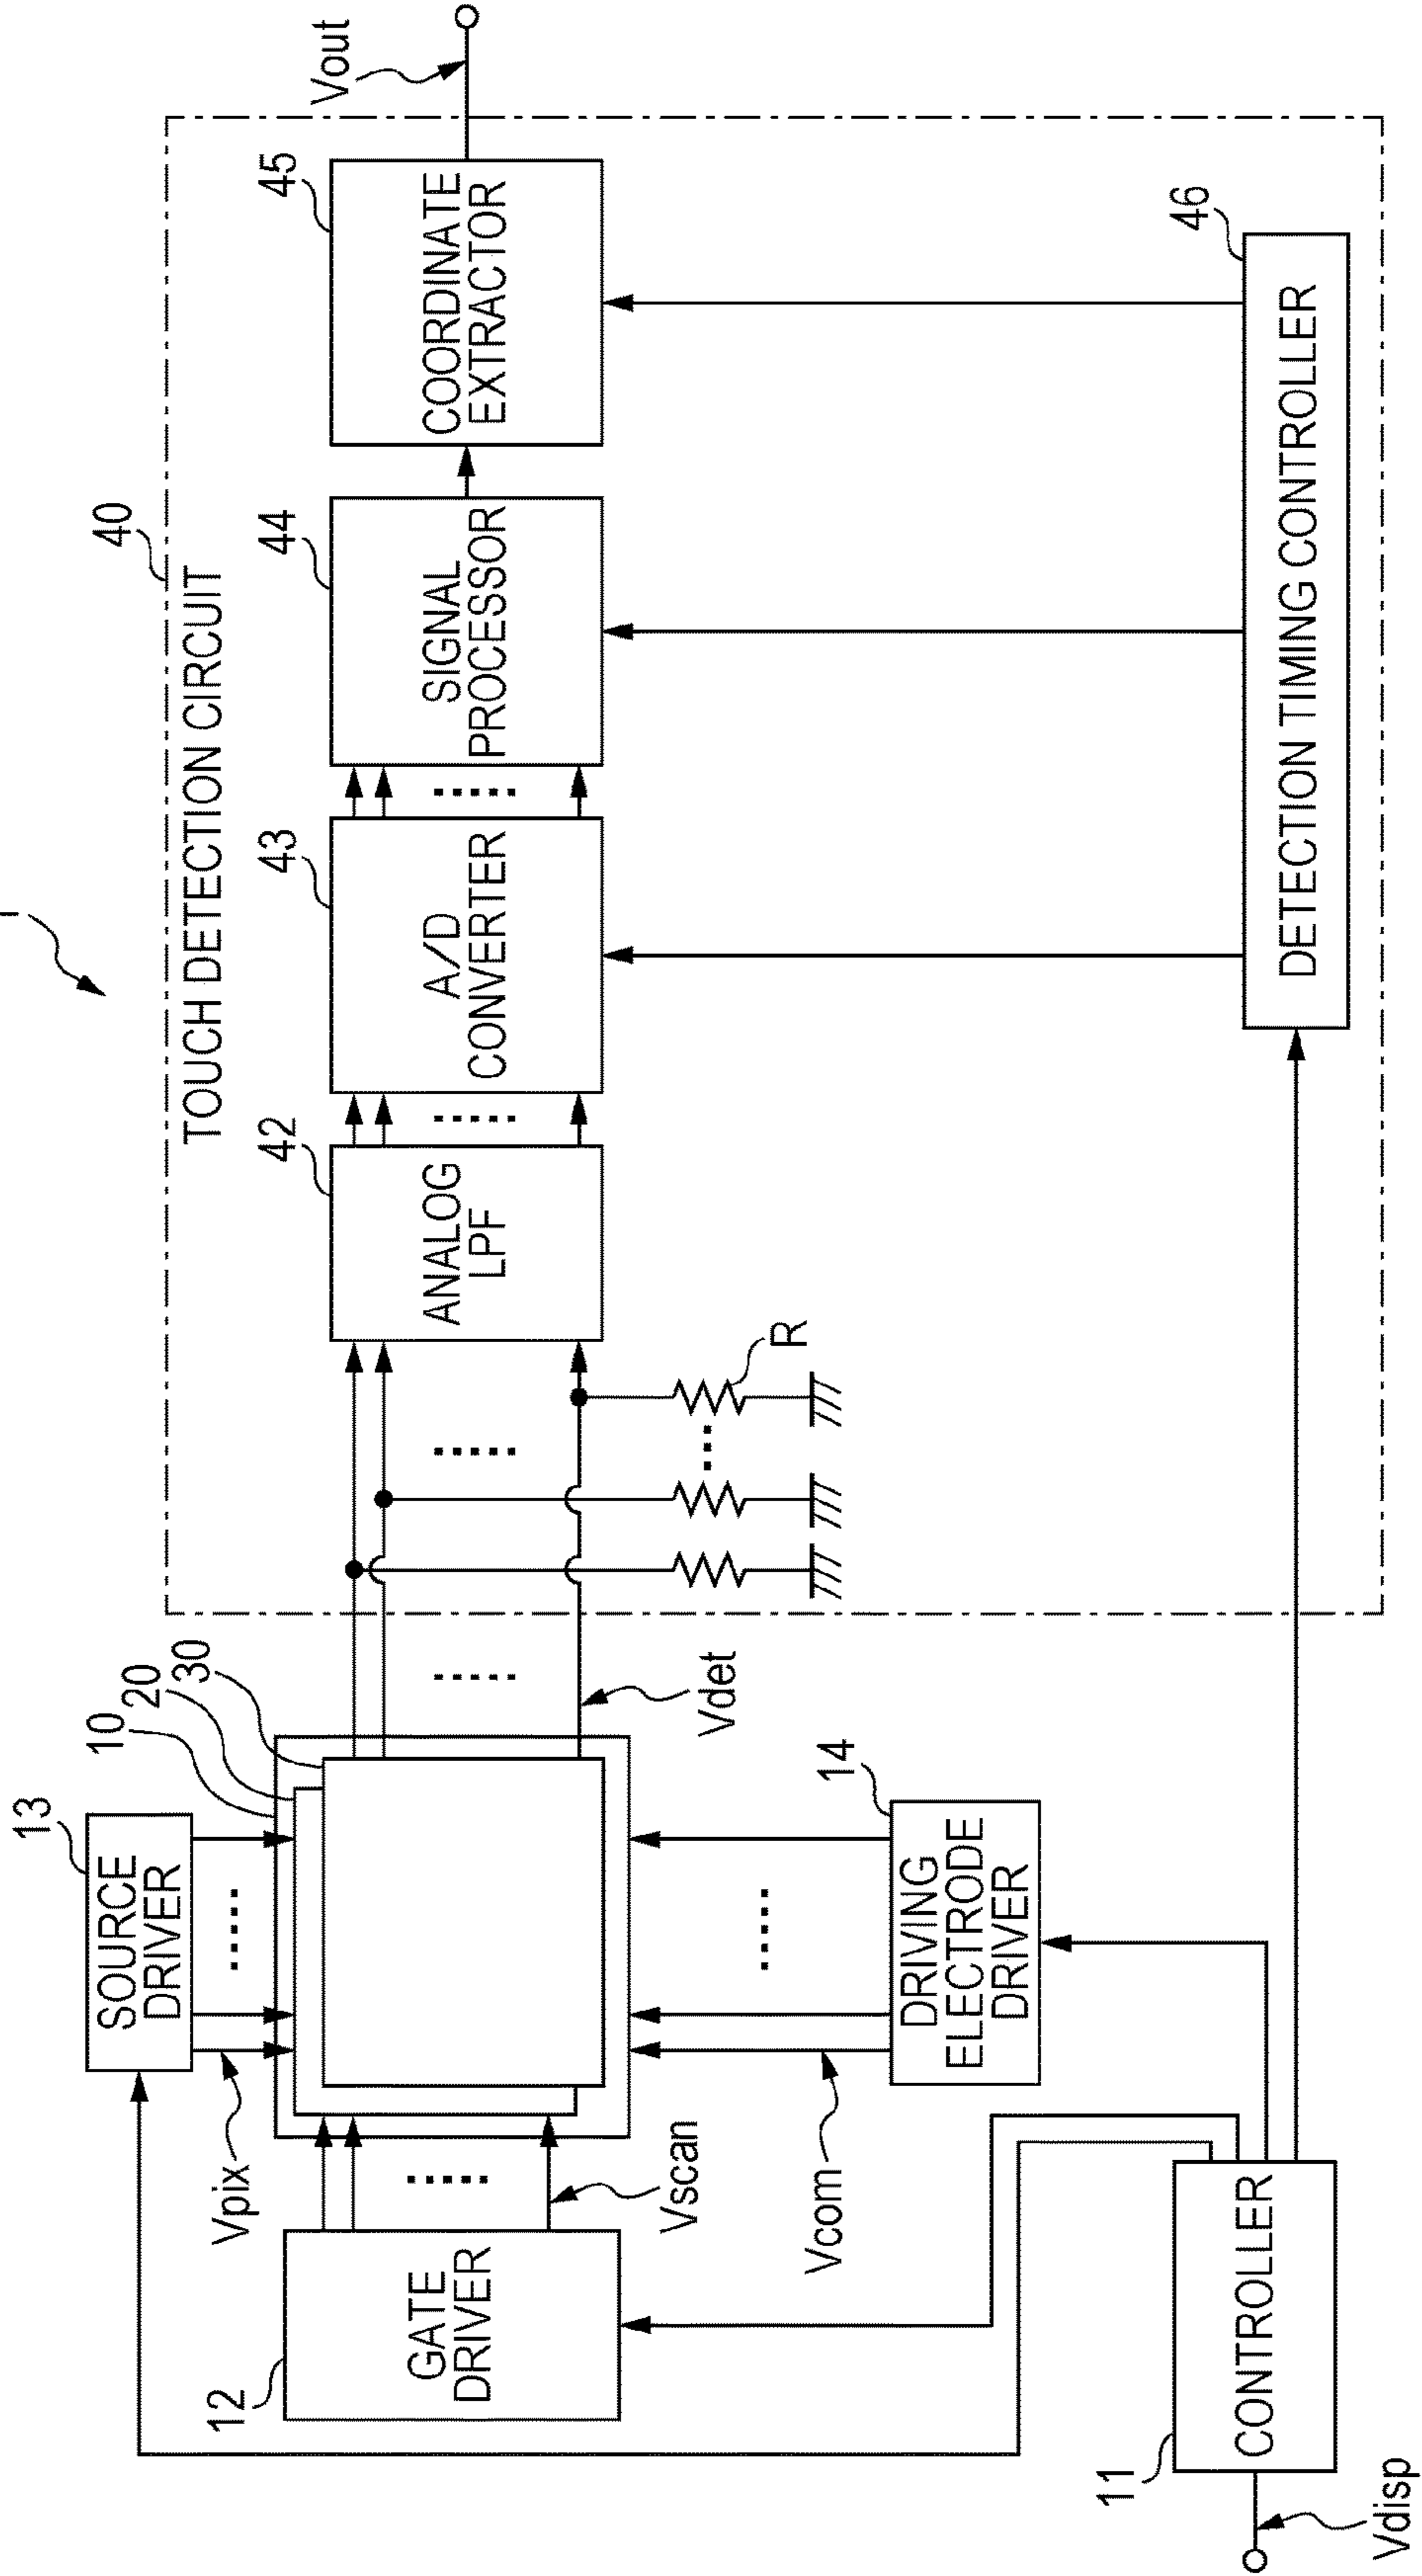 1
40
TOUCH DETECTION CIRCUIT
13
SOURCE
DRIVER
10
20
30
Vpix
12
GATE
DRIVER
Vscan
Vdet
42
ANALOG
LPF
43
A/D
CONVERTER
44
SIGNAL
PROCESSOR
45
COORDINATE
EXTRACTOR
Vout
R
14
DRIVING
ELECTRODE
DRIVER
Vcom
11
CONTROLLER
Vdisp
46
DETECTION TIMING CONTROLLER